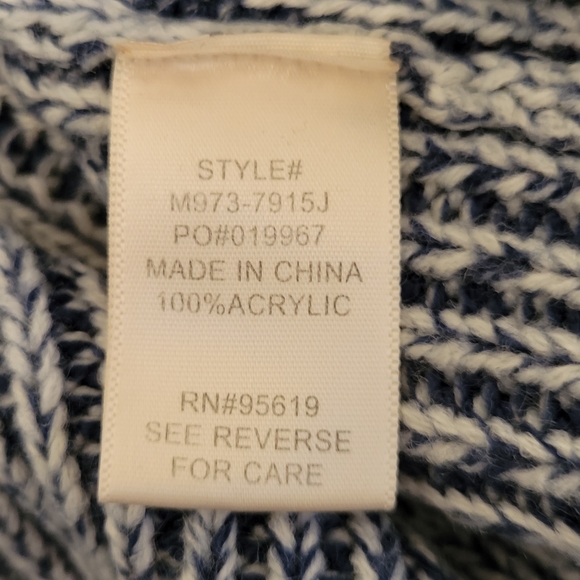 STYLE#
M973-7915J
PO#019967
MADE IN CHINA
100%ACRYLIC
RN#95619
SEE REVERSE
FOR CARE